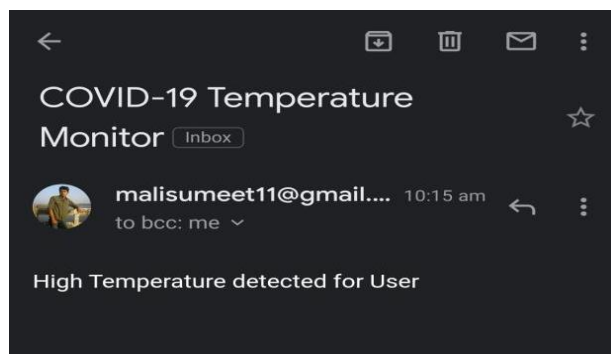 COVID-19 Temperature
Monitor Inbox
malisumeet11@gmail.... 10:15 am
to bcc: me
High Temperature detected for User